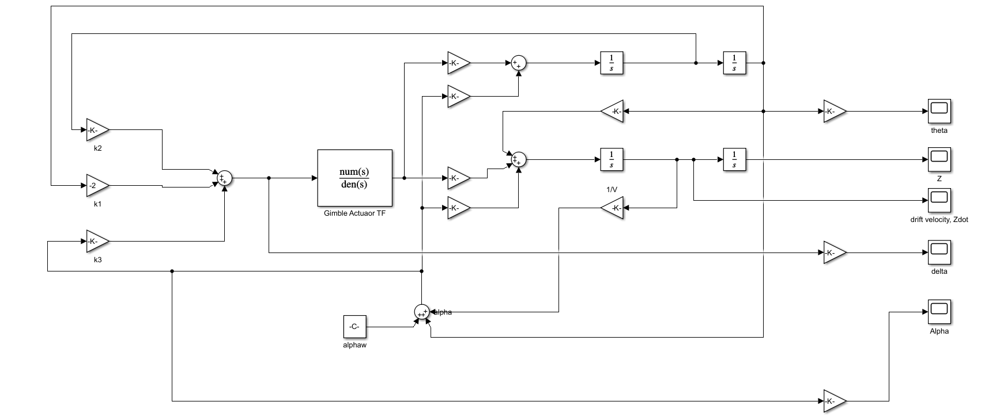 -K-
+
+
1
s
1
s
-K-
-K-
-K-
theta
-K-
k2
+
+
+
1
s
1
s
Z
num(s)
den(s)
Gimble Actuaor TF
-K-
+
+
+
-2
k1
1/V
-K-
-K-
drift velocity, Zdot
-K-
k3
-K-
delta
+
++
alpha
-C-
alphaw
Alpha
-K-